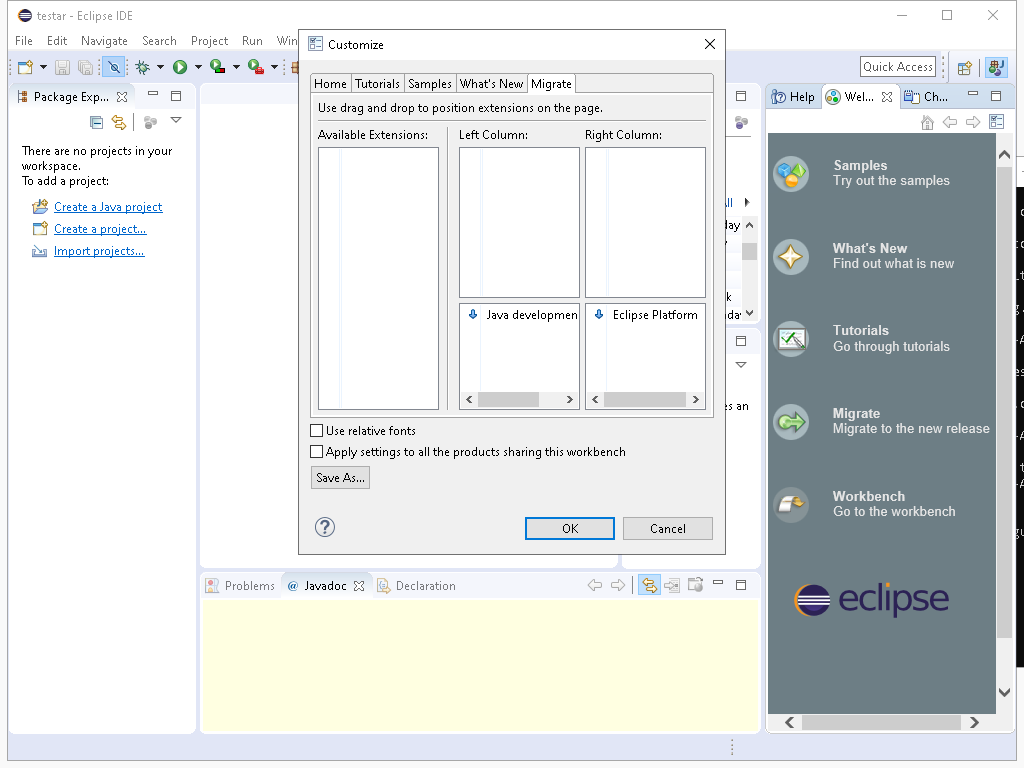 testar - Eclipse IDE
File Edit Navigate Search Project Run Win
Quick Access
Package Exp...
There are no projects in your
workspace.
To add a project:
Create a Java project
Create a project...
Import projects...
Customize
Home Tutorials Samples What's New Migrate
Use drag and drop to position extensions on the page.
Available Extensions: Left Column: Right Column:
Java developmen Eclipse Platform
Use relative fonts
Apply settings to all the products sharing this workbench
Save As...
OK Cancel
Help Wel... Ch...
Samples
Try out the samples
What's New
Find out what is new
Tutorials
Go through tutorials
Migrate
Migrate to the new release
Workbench
Go to the workbench
eclipse
Problems @ Javadoc Declaration